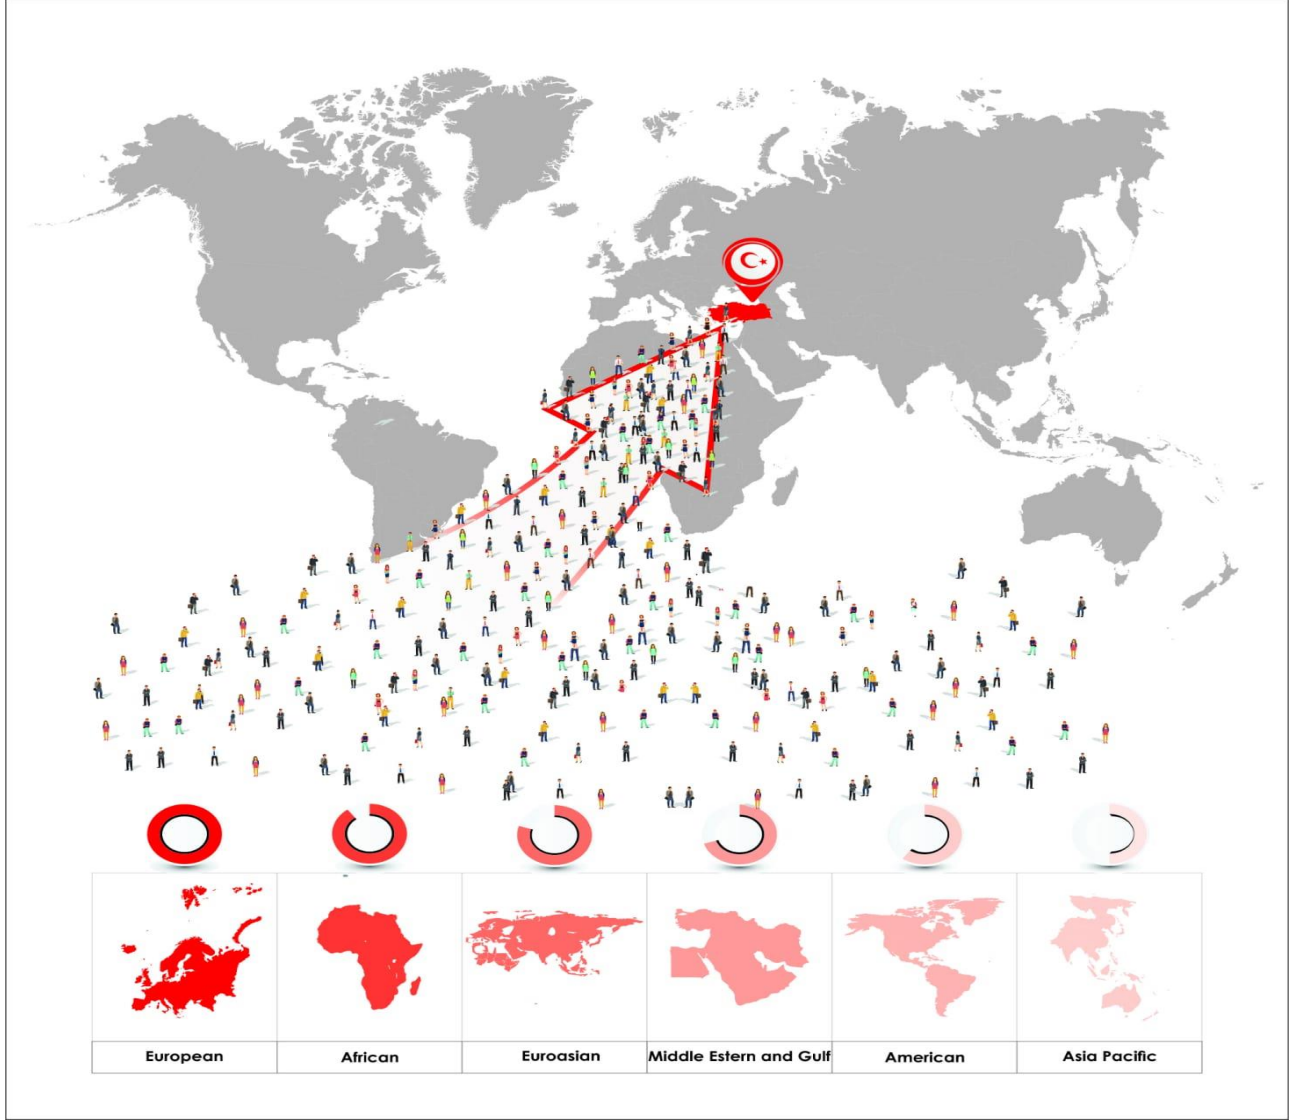 European
African
Euroasian
Middle Estern and Gulf
American
Asia Pacific